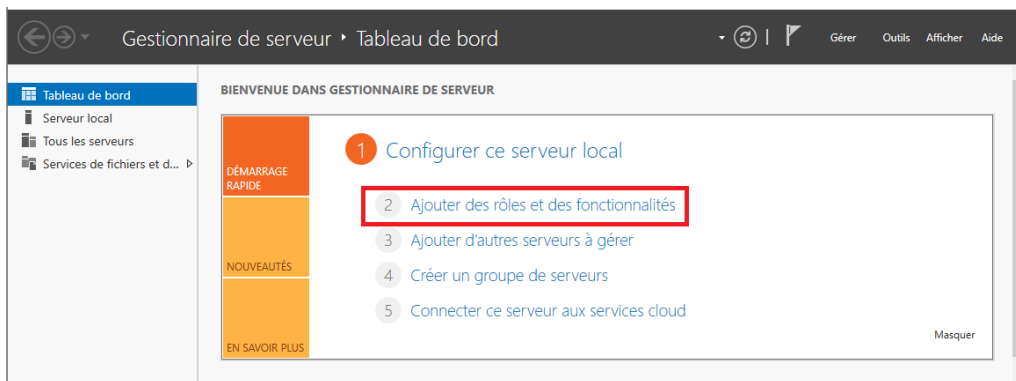 Gestionnaire de serveur ‣ Tableau de bord
Gérer Outils Afficher Aide
Tableau de bord
Serveur local
Tous les serveurs
Services de fichiers et d...
BIENVENUE DANS GESTIONNAIRE DE SERVEUR
DÉMARRAGE
RAPIDE
NOUVEAUTÉS
EN SAVOIR PLUS
1 Configurer ce serveur local
2 Ajouter des rôles et des fonctionnalités
3 Ajouter d'autres serveurs à gérer
4 Créer un groupe de serveurs
5 Connecter ce serveur aux services cloud
Masquer